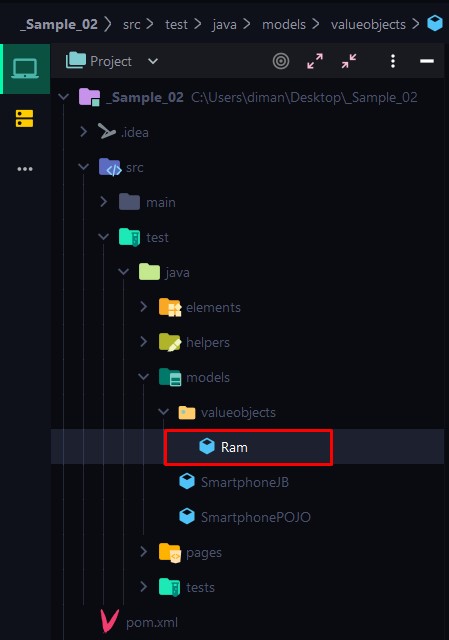 _Sample_02 > src > test > java > models > valueobjects >
Project
_Sample_02 C:\Users\diman\Desktop\_Sample_02
.idea
src
main
test
java
elements
helpers
models
valueobjects
Ram
SmartphoneJB
SmartphonePOJO
pages
tests
pom.xml